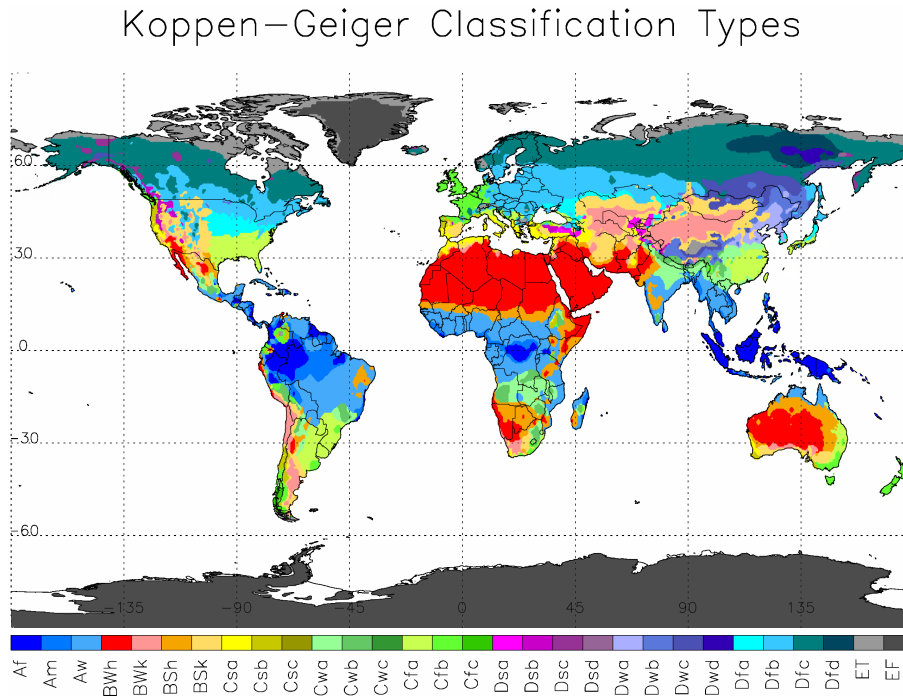 Koppen-Geiger Classification Types
60
30
0
-30
-60
-135 -90 -45 0 45 90 135
Af Am Aw BWh BWk BSh BSk Csa Csb Csc Cwa Cwb Cwc Cfa Cfb Cfc Dsa Dsb Dsc Dsd Dwa Dwb Dwc Dwd Dfa Dfb Dfc Dfd ET EF